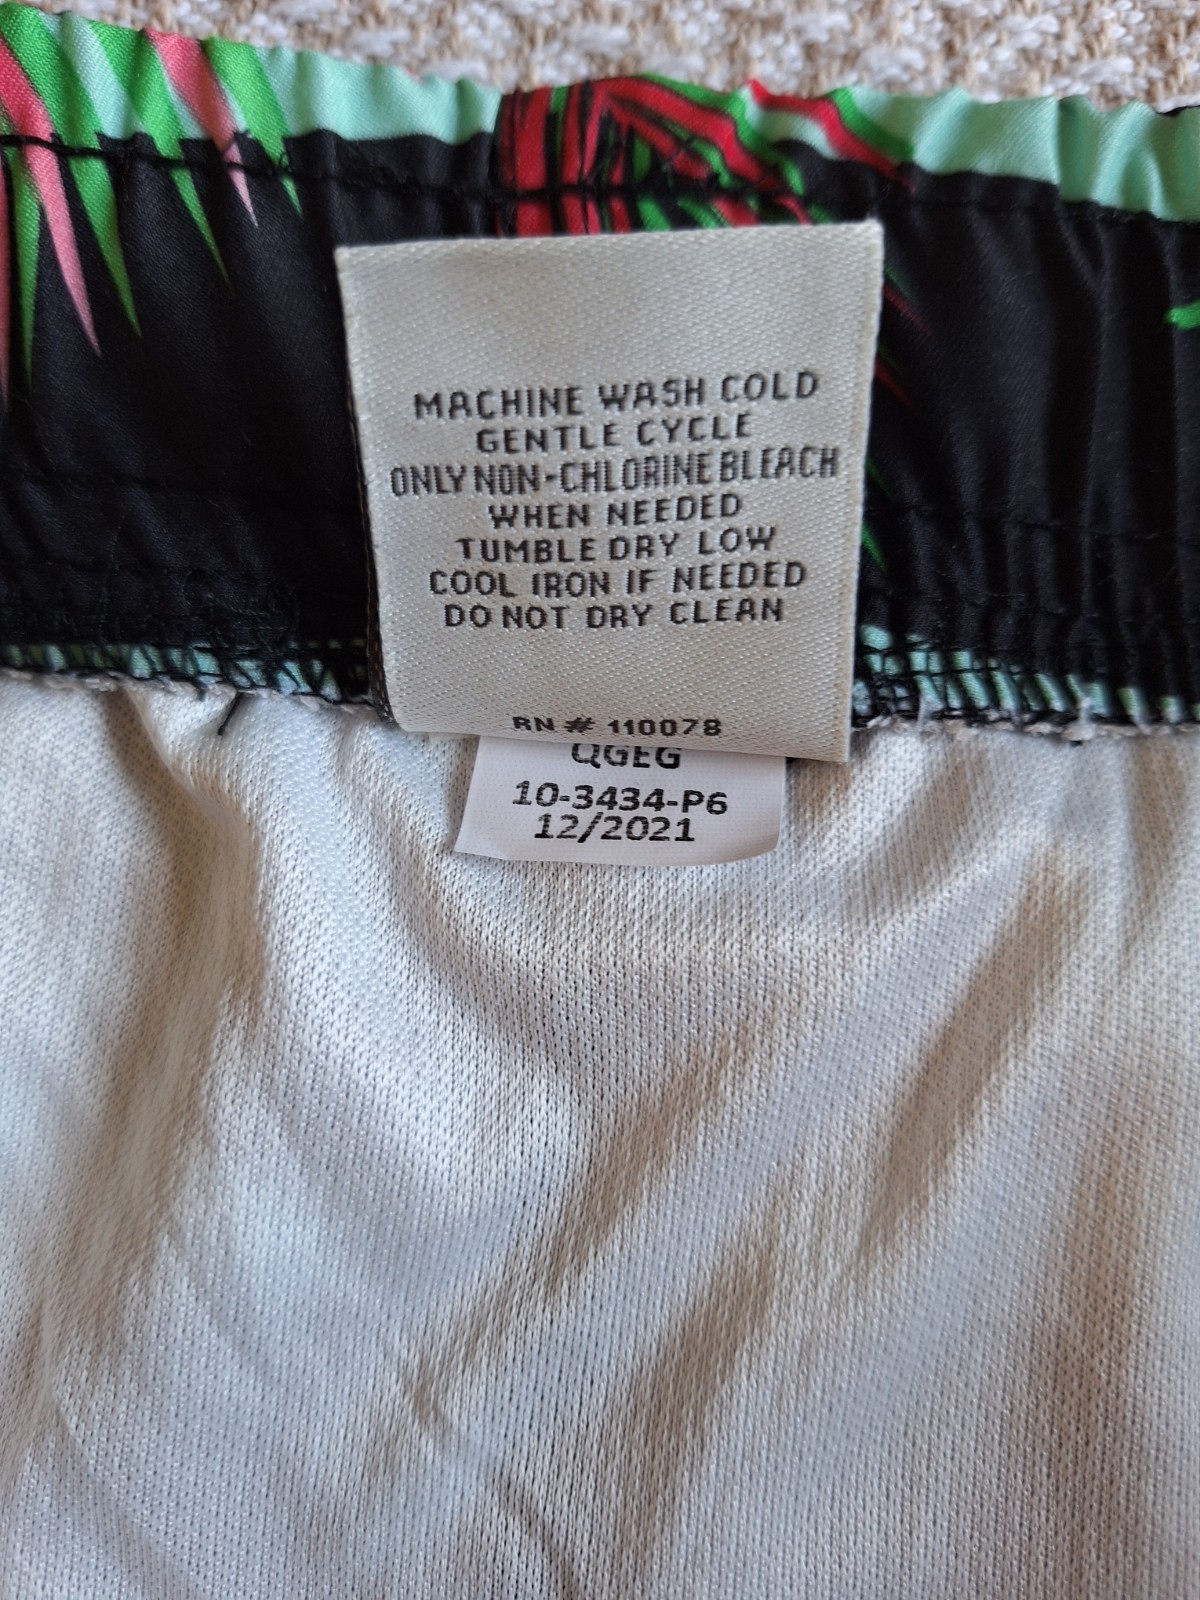 MACHINE WASH COLD
GENTLE CYCLE
ONLY NON-CHLORINE BLEACH
WHEN NEEDED
TUMBLE DRY LOW
COOL IRON IF NEEDED
DO NOT DRY CLEAN
RN # 110078
QGEG
10-3434-P6
12/2021